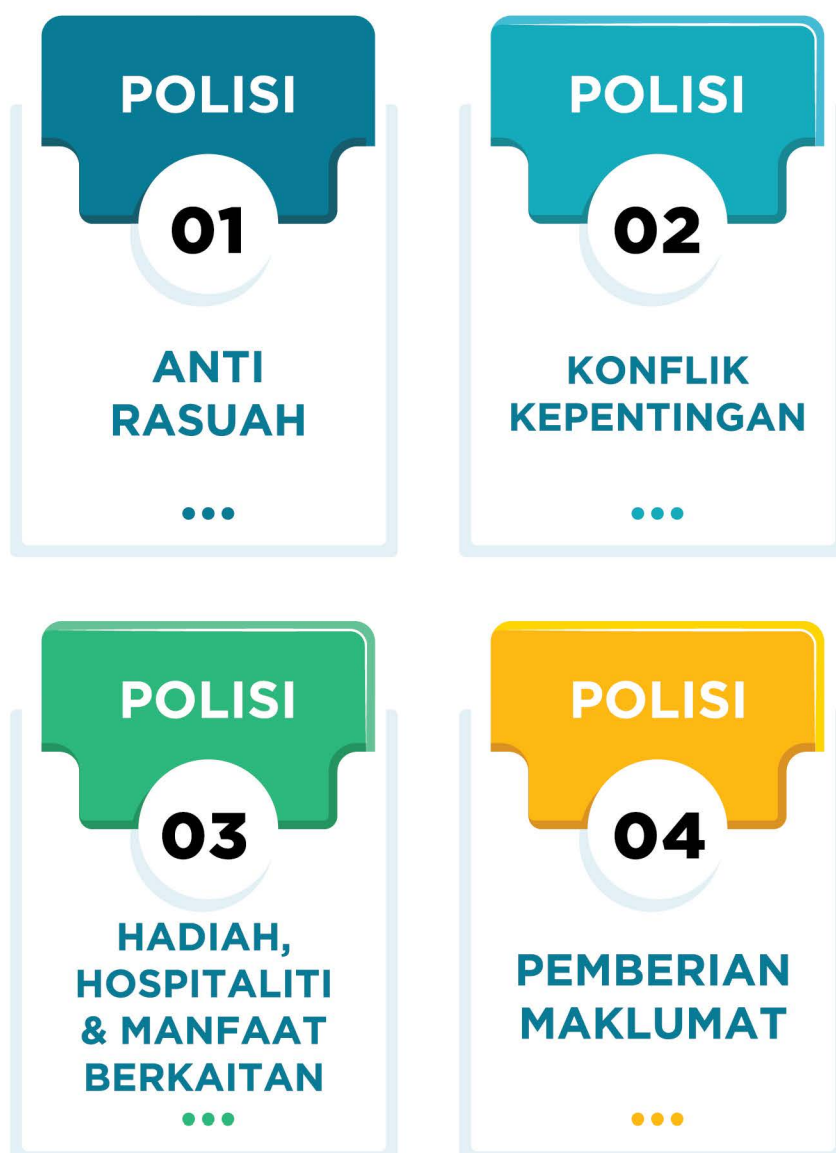 POLISI
01
ANTI
RASUAH
POLISI
02
KONFLIK
KEPENTINGAN
POLISI
03
HADIAH,
HOSPITALITI
& MANFAAT
BERKAITAN
POLISI
04
PEMBERIAN
MAKLUMAT